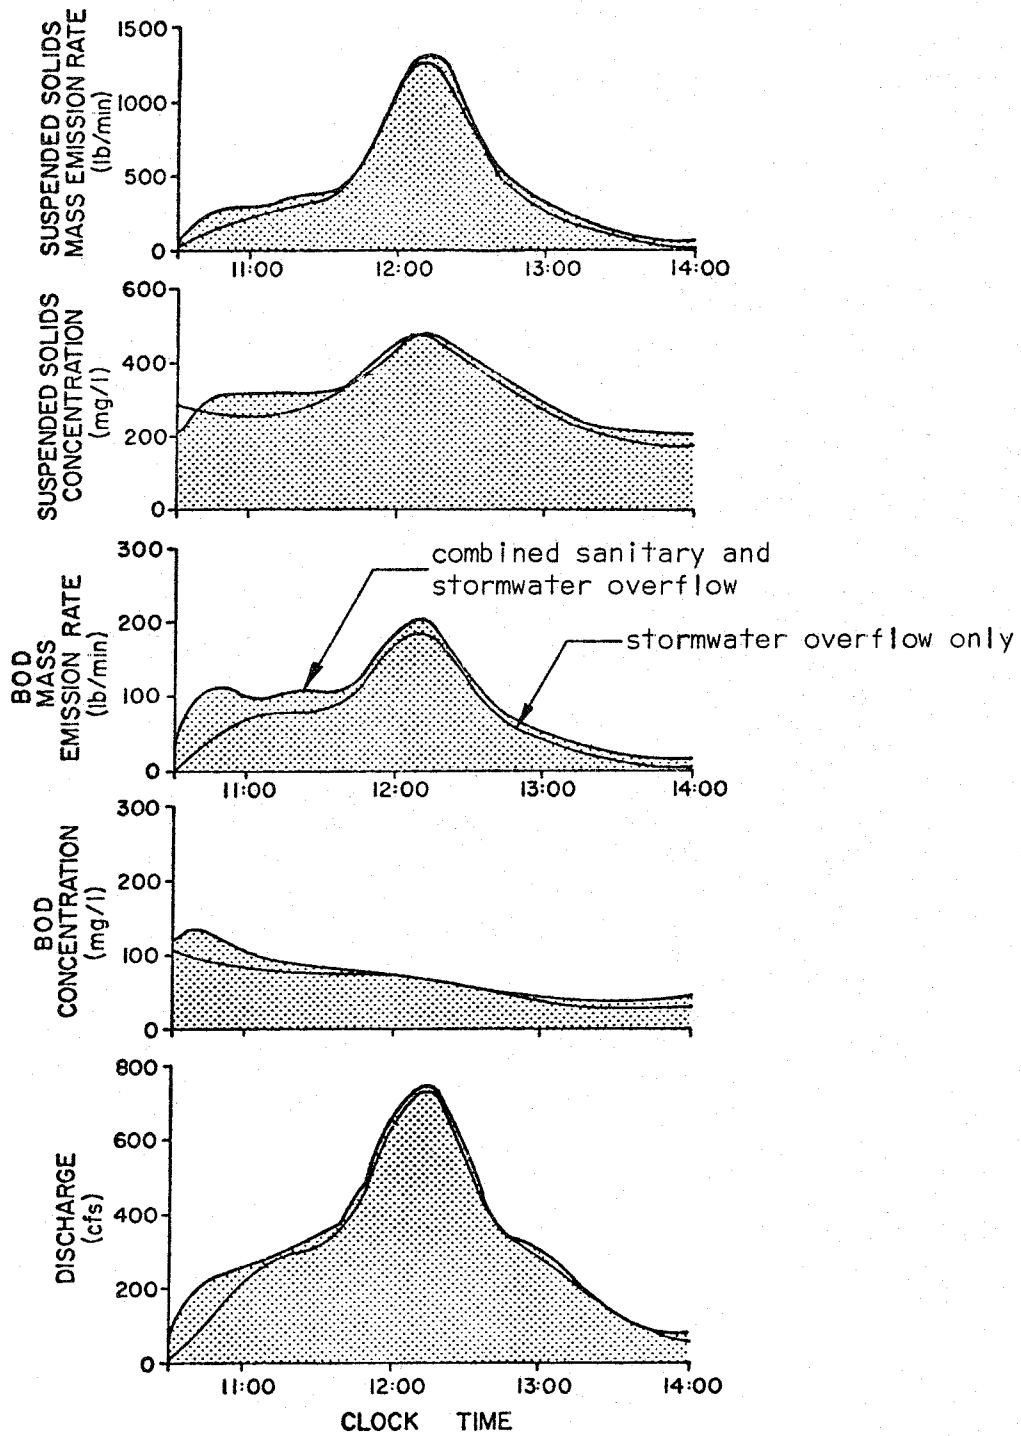 SUSPENDED SOLIDS
MASS EMISSION RATE
(lb/min)
1500
1000
500
0
11:00 12:00 13:00 14:00
SUSPENDED SOLIDS
CONCENTRATION
(mg/l)
600
400
200
0
BOD
MASS
EMISSION RATE
(lb/min)
300
200
100
0
combined sanitary and
stormwater overflow
stormwater overflow only
11:00 12:00 13:00 14:00
BOD
CONCENTRATION
(mg/l)
300
200
100
0
DISCHARGE
(cfs)
800
600
400
200
0
11:00 12:00 13:00 14:00
CLOCK TIME